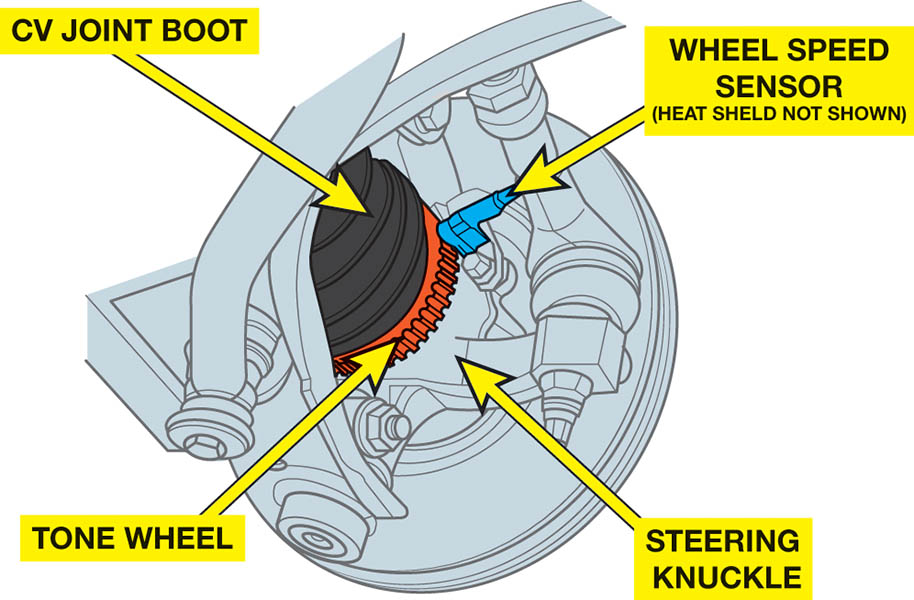 CV JOINT BOOT
WHEEL SPEED
SENSOR
(HEAT SHELD NOT SHOWN)
TONE WHEEL
STEERING
KNUCKLE